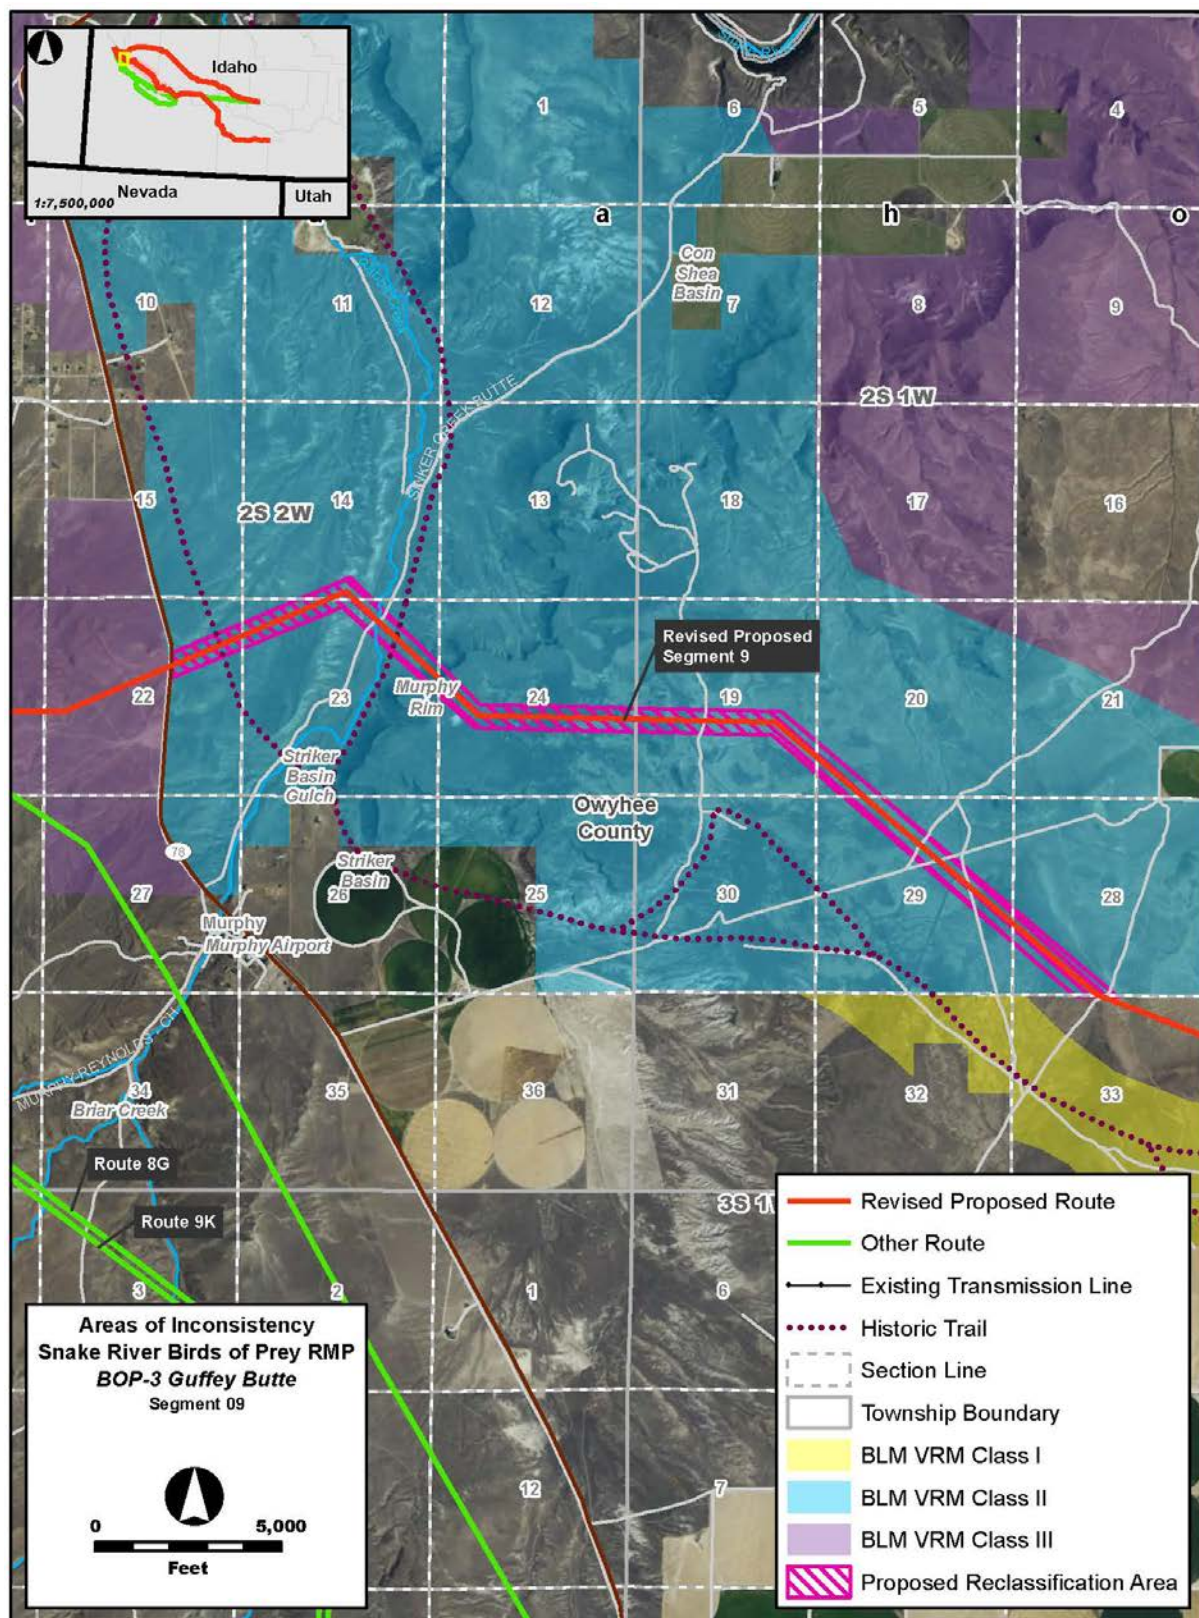 Idaho
Nevada
Utah
1:7,500,000
1
6
5
4
a
h
o
Con
Shea
Basin
10
11
12
7
8
9
2S 1W
SINKER CREEK BUTTE
15
2S 2W
14
13
18
17
16
Revised Proposed
Segment 9
22
23
Murphy
Rim
24
19
20
21
Striker
Basin
Gulch
Owyhee
County
78
27
Striker
Basin
26
25
30
29
28
Murphy
Murphy Airport
MURPHY-REYNOLDS - CH
34
35
36
31
32
33
Briar Creek
Route 8G
Route 9K
3S 1W
3
2
1
6
12
7
Areas of Inconsistency
Snake River Birds of Prey RMP
BOP-3 Guffey Butte
Segment 09
0
5,000
Feet
Revised Proposed Route
Other Route
Existing Transmission Line
Historic Trail
Section Line
Township Boundary
BLM VRM Class I
BLM VRM Class II
BLM VRM Class III
Proposed Reclassification Area